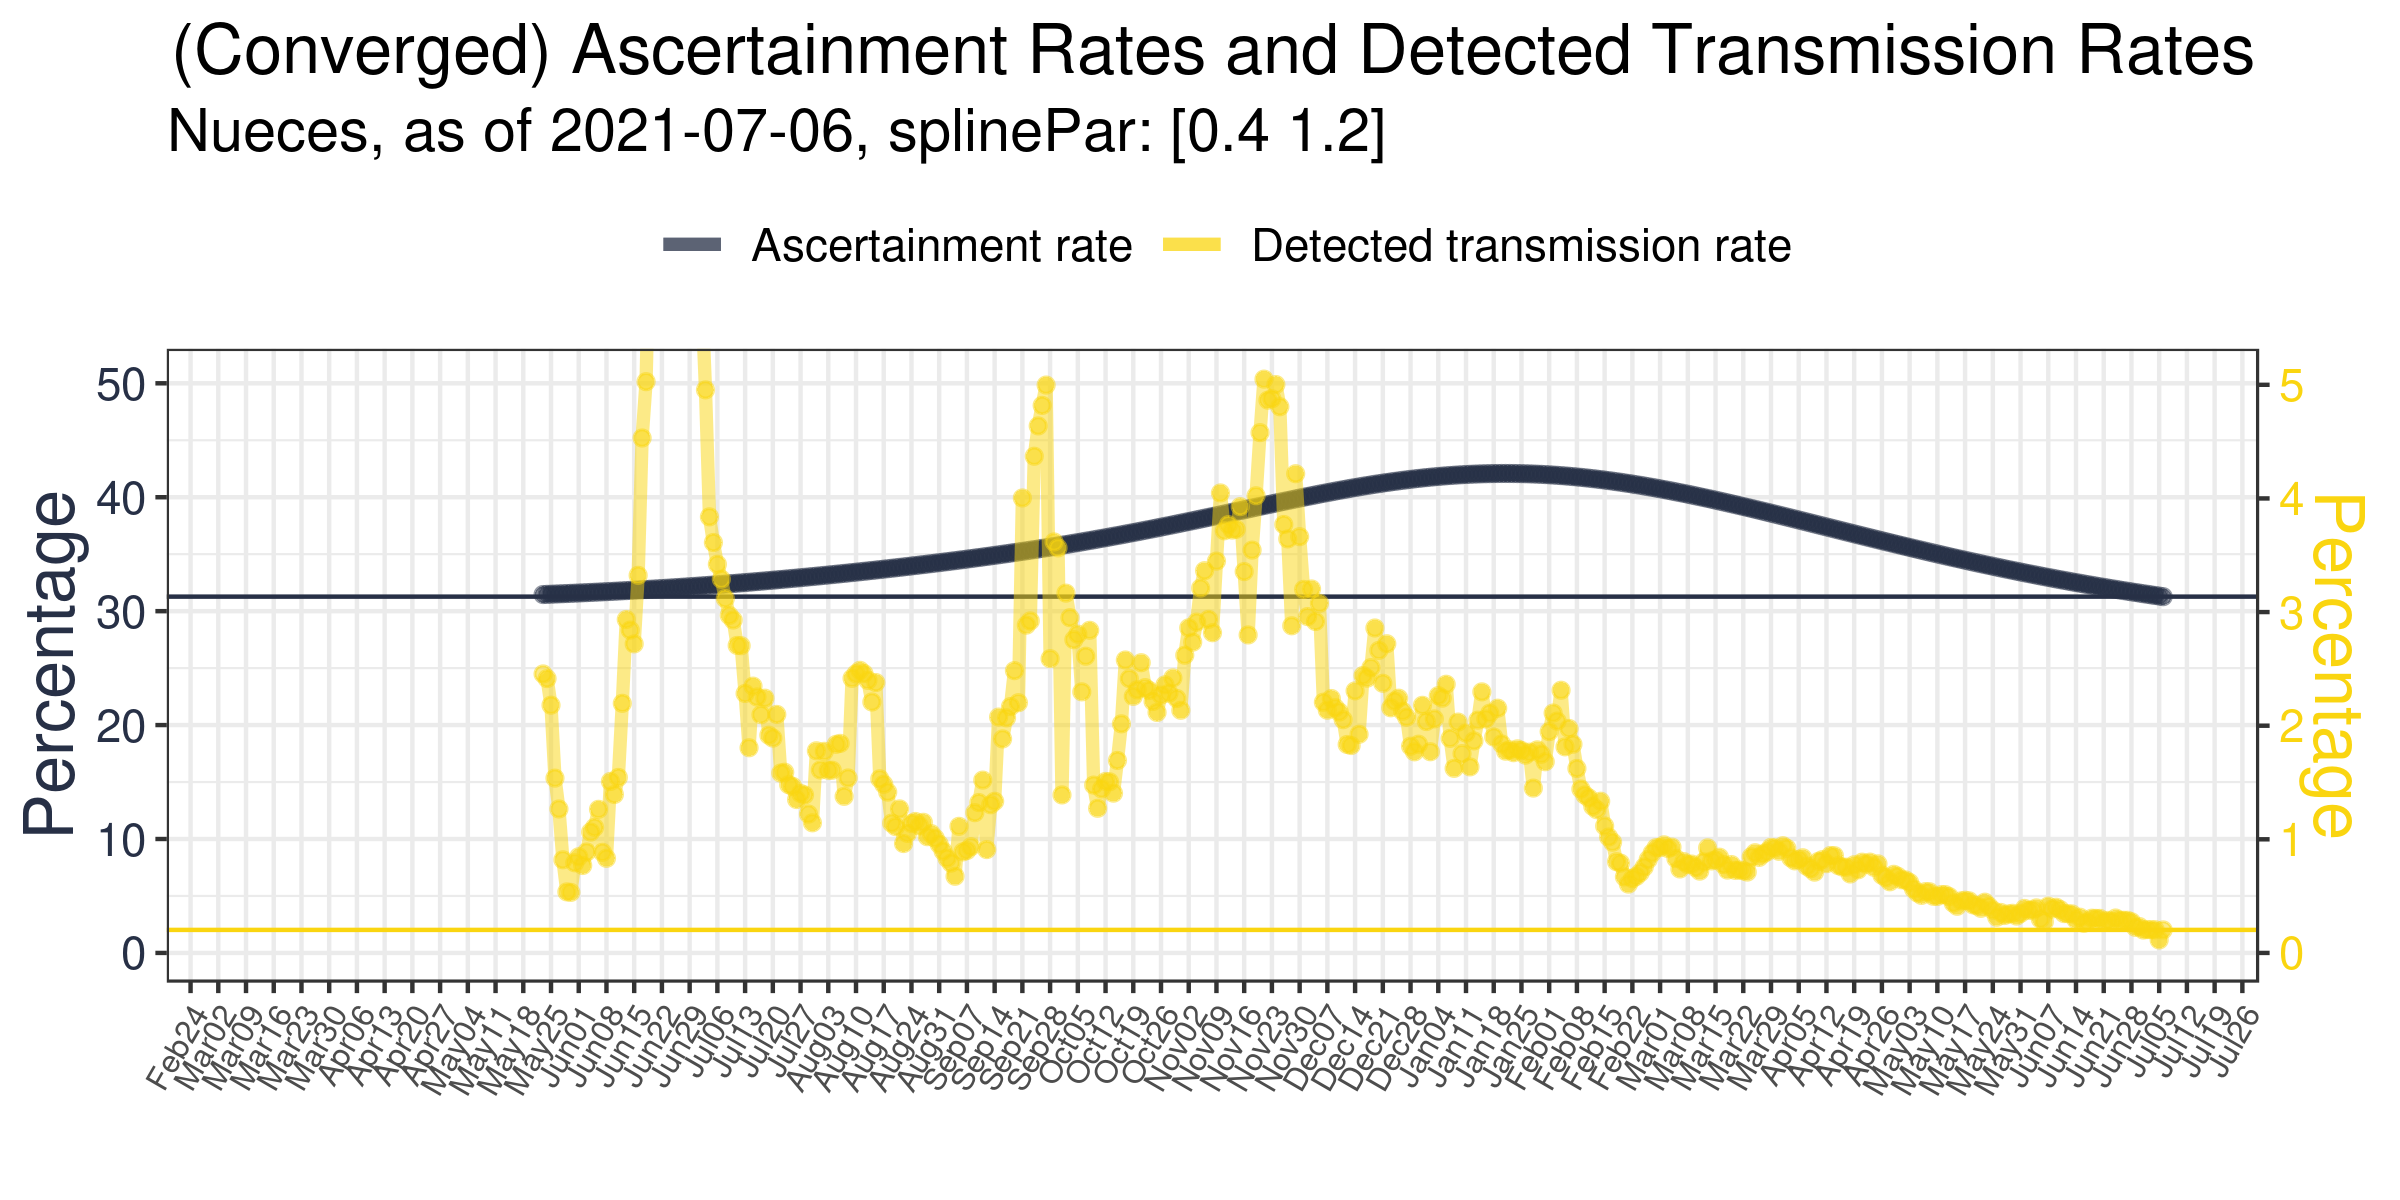 (Converged) Ascertainment Rates and Detected Transmission Rates
Nueces, as of 2021-07-06, splinePar: [0.4 1.2]
Ascertainment rate Detected transmission rate
Percentage
50
40
30
20
10
0
5
4
3
2
1
0
Percentage
Feb24 Mar02 Mar09 Mar16 Mar23 Mar30 Apr06 Apr13 Apr20 Apr27 May04 May11 May18 May25 Jun01 Jun08 Jun15 Jun22 Jun29 Jul06 Jul13 Jul20 Jul27 Aug03 Aug10 Aug17 Aug24 Aug31 Sep07 Sep14 Sep21 Sep28 Oct05 Oct12 Oct19 Oct26 Nov02 Nov09 Nov16 Nov23 Nov30 Dec07 Dec14 Dec21 Dec28 Jan04 Jan11 Jan18 Jan25 Feb01 Feb08 Feb15 Feb22 Mar01 Mar08 Mar15 Mar22 Mar29 Apr05 Apr12 Apr19 Apr26 May03 May10 May17 May24 May31 Jun07 Jun14 Jun21 Jun28 Jul05 Jul12 Jul19 Jul26